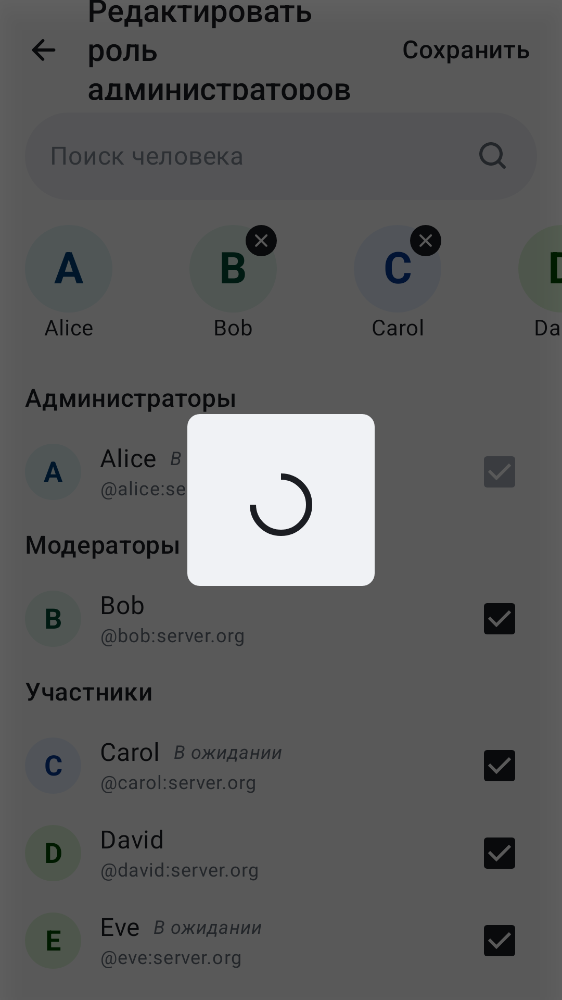 Редактировать
роль
администраторов
Сохранить
Поиск человека
A
B
C
D
Alice
Bob
Carol
Da
Администраторы
A
Alice В
@alice:se
Модераторы
B
Bob
@bob:server.org
Участники
C
Carol В ожидании
@carol:server.org
D
David
@david:server.org
E
Eve В ожидании
@eve:server.org